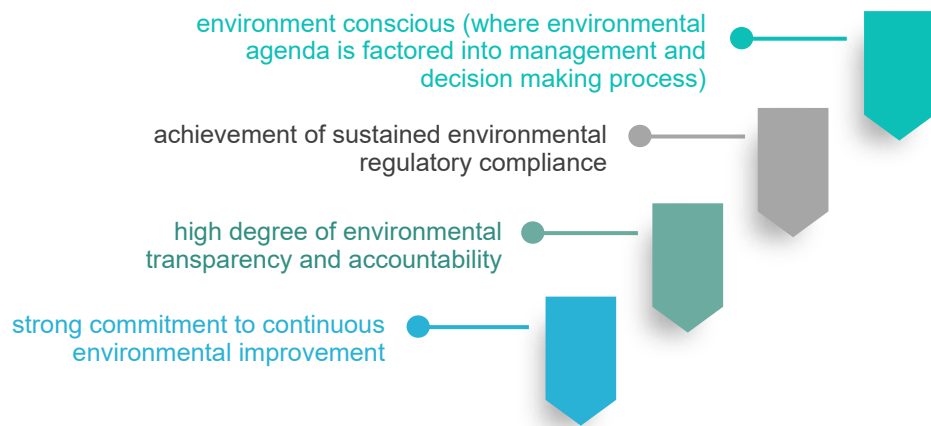 environment conscious (where environmental
agenda is factored into management and
decision making process)
achievement of sustained environmental
regulatory compliance
high degree of environmental
transparency and accountability
strong commitment to continuous
environmental improvement